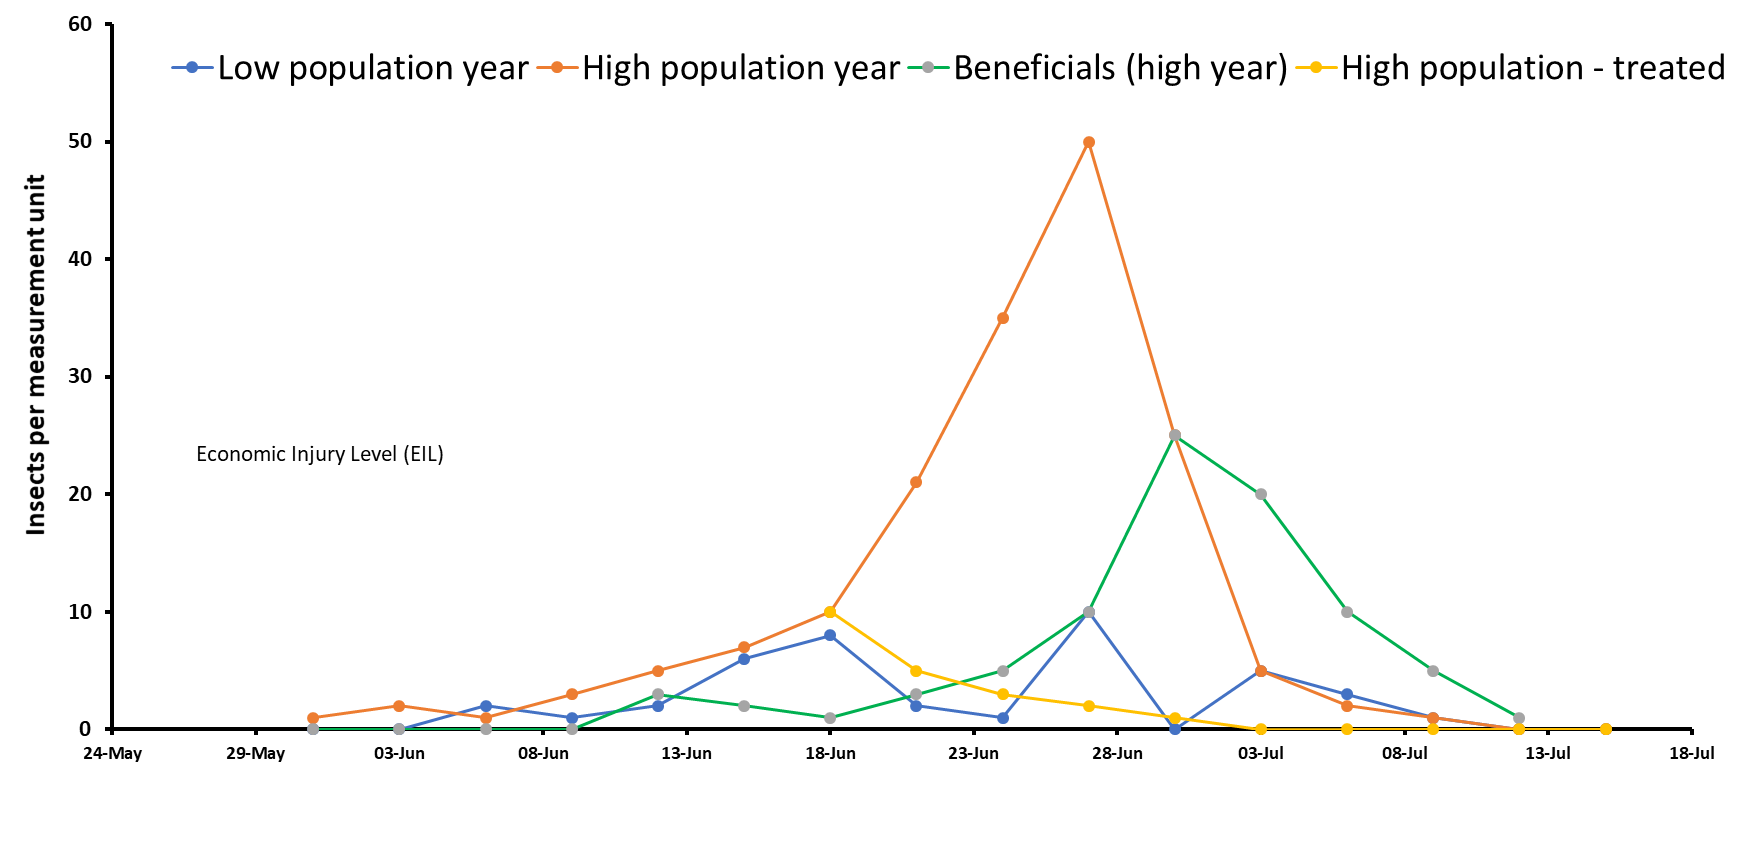 60
Low population year High population year Beneficials (high year) High population - treated
50
40
30
Economic Injury Level (EIL)
20
10
0
Insects per measurement unit
24-May 29-May 03-Jun 08-Jun 13-Jun 18-Jun 23-Jun 28-Jun 03-Jul 08-Jul 13-Jul 18-Jul